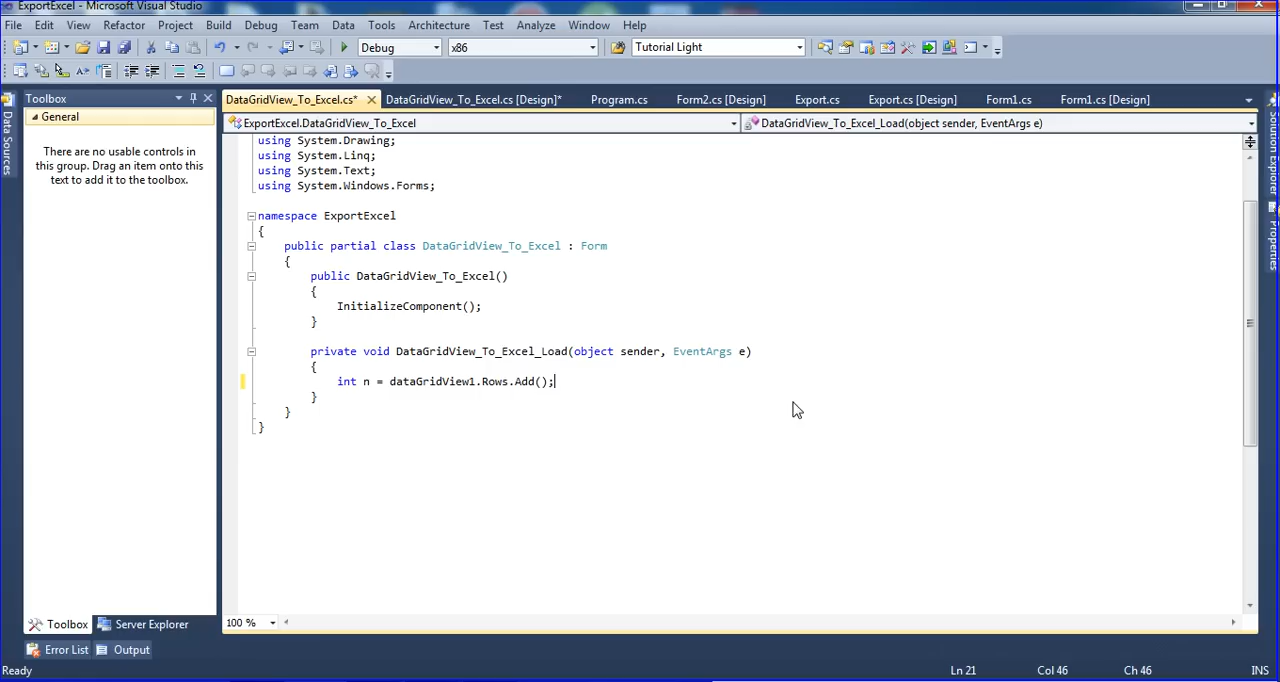 ExportExcel - Microsoft Visual Studio
File Edit View Refactor Project Build Debug Team Data Tools Architecture Test Analyze Window Help
Debug x86 Tutorial Light
Toolbox
General
There are no usable controls in
this group. Drag an item onto this
text to add it to the toolbox.
Toolbox Server Explorer
Data Sources
DataGridView_To_Excel.cs* DataGridView_To_Excel.cs [Design]* Program.cs Form2.cs [Design] Export.cs Export.cs [Design] Form1.cs Form1.cs [Design]
ExportExcel.DataGridView_To_Excel DataGridView_To_Excel_Load(object sender, EventArgs e)
using System.Drawing;
using System.Linq;
using System.Text;
using System.Windows.Forms;
namespace ExportExcel
{
public partial class DataGridView_To_Excel : Form
{
public DataGridView_To_Excel()
{
InitializeComponent();
}
private void DataGridView_To_Excel_Load(object sender, EventArgs e)
{
int n = dataGridView1.Rows.Add();
}
}
}
100 %
Solution Explorer
Properties
Error List Output
Ready Ln 21 Col 46 Ch 46 INS